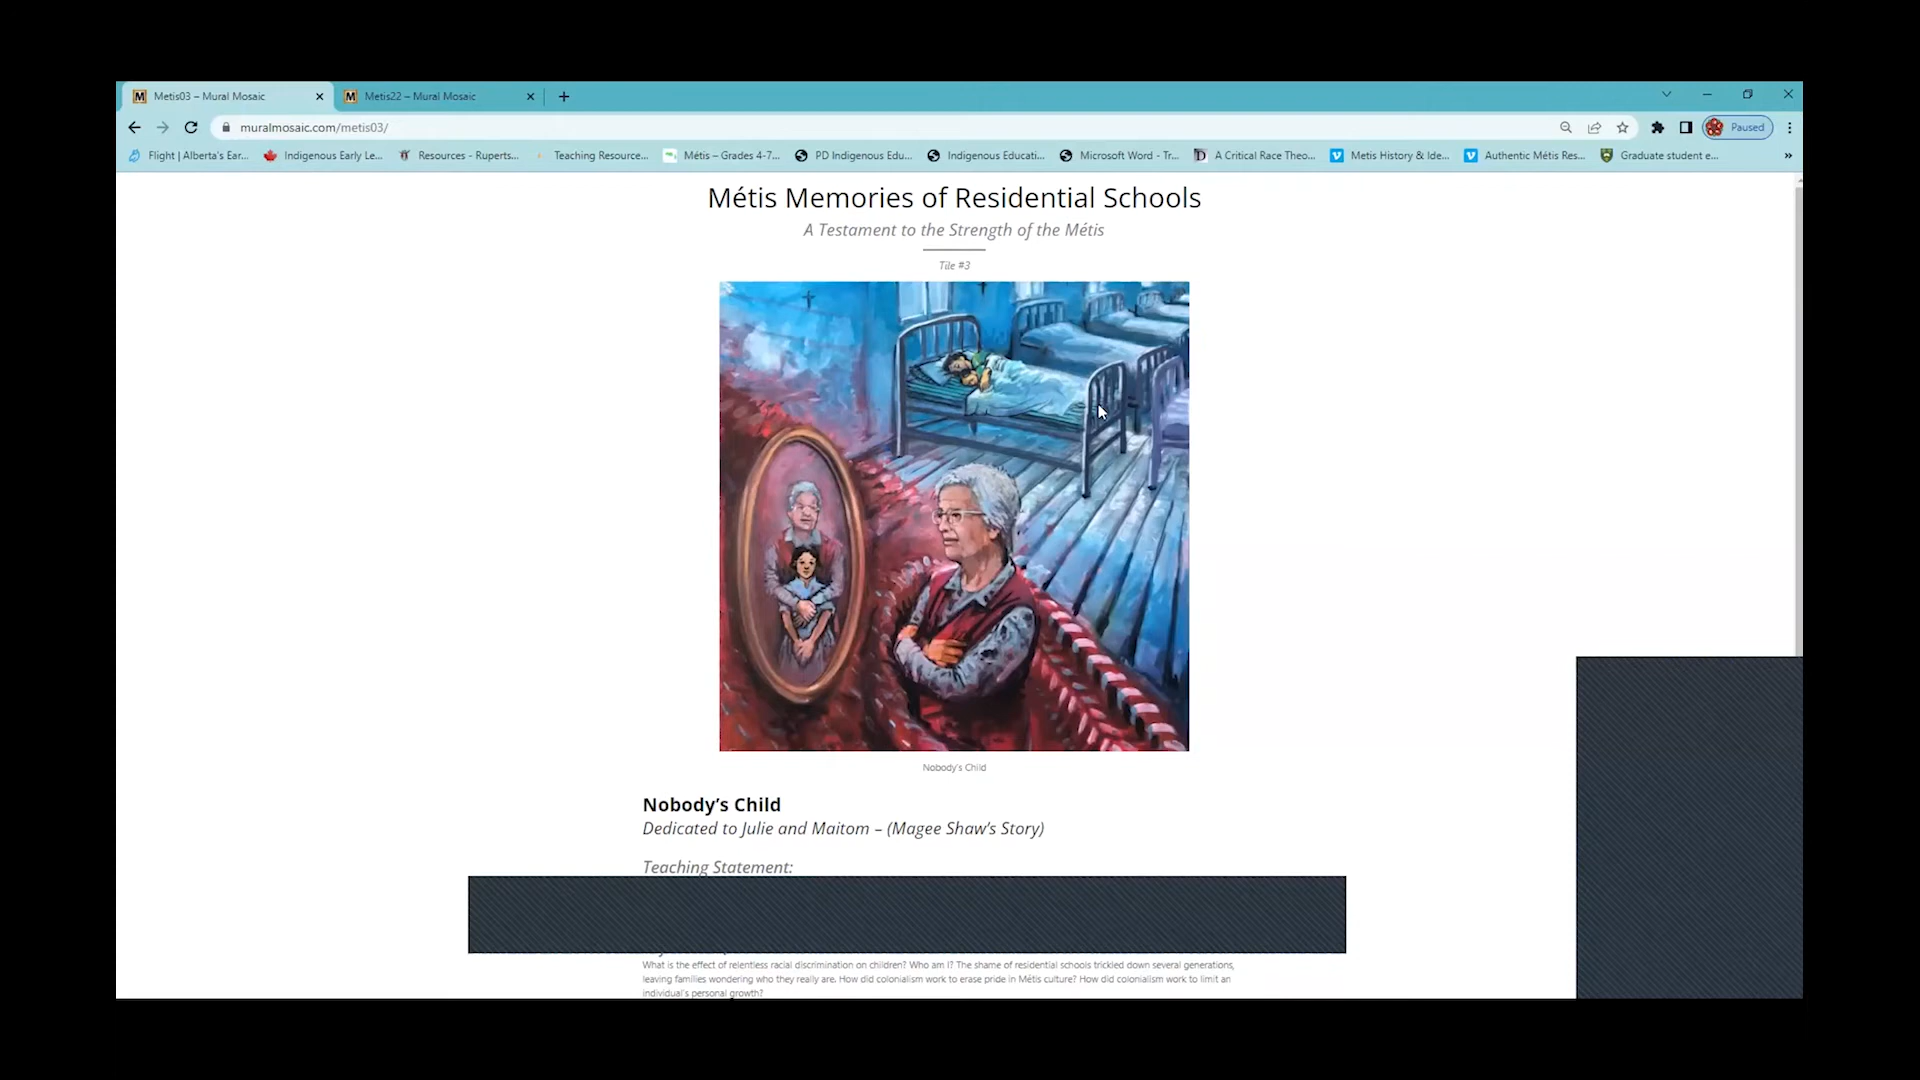 Metis03 – Mural Mosaic
Metis22 – Mural Mosaic
muralmosaic.com/metis03/
Paused
Flight | Alberta's Ear...
Indigenous Early Le...
Resources - Ruperts...
Teaching Resource...
Métis – Grades 4-7...
PD Indigenous Edu...
Indigenous Educati...
Microsoft Word - Tr...
A Critical Race Theo...
Metis History & Ide...
Authentic Métis Res...
Graduate student e...
Métis Memories of Residential Schools
A Testament to the Strength of the Métis
Tile #3
Nobody's Child
Nobody's Child
Dedicated to Julie and Maitom – (Magee Shaw's Story)
Teaching Statement:
What is the effect of relentless racial discrimination on children? Who am I? The shame of residential schools trickled down several generations,
leaving families wondering who they really are. How did colonialism work to erase pride in Métis culture? How did colonialism work to limit an
individual's personal growth?